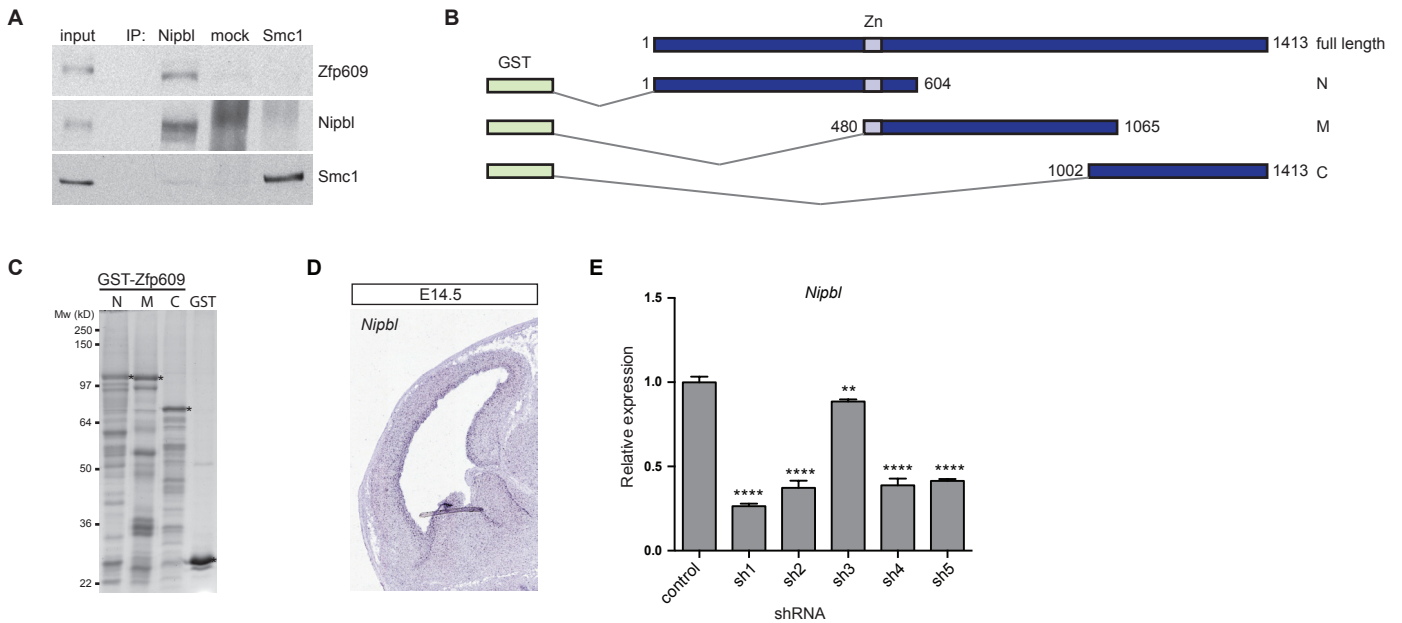 A
input IP: Nipbl mock Smc1
Zfp609
Nipbl
Smc1
B
Zn
1 1413 full length
GST
1 604 N
480 1065 M
1002 1413 C
C
GST-Zfp609
N M C GST
Mw (kD)
250
150
97
64
50
36
22
*
*
*
D
E14.5
Nipbl
E
Nipbl
Relative expression
1.5
1.0
0.5
0.0
****
****
**
****
****
control sh1 sh2 sh3 sh4 sh5
shRNA